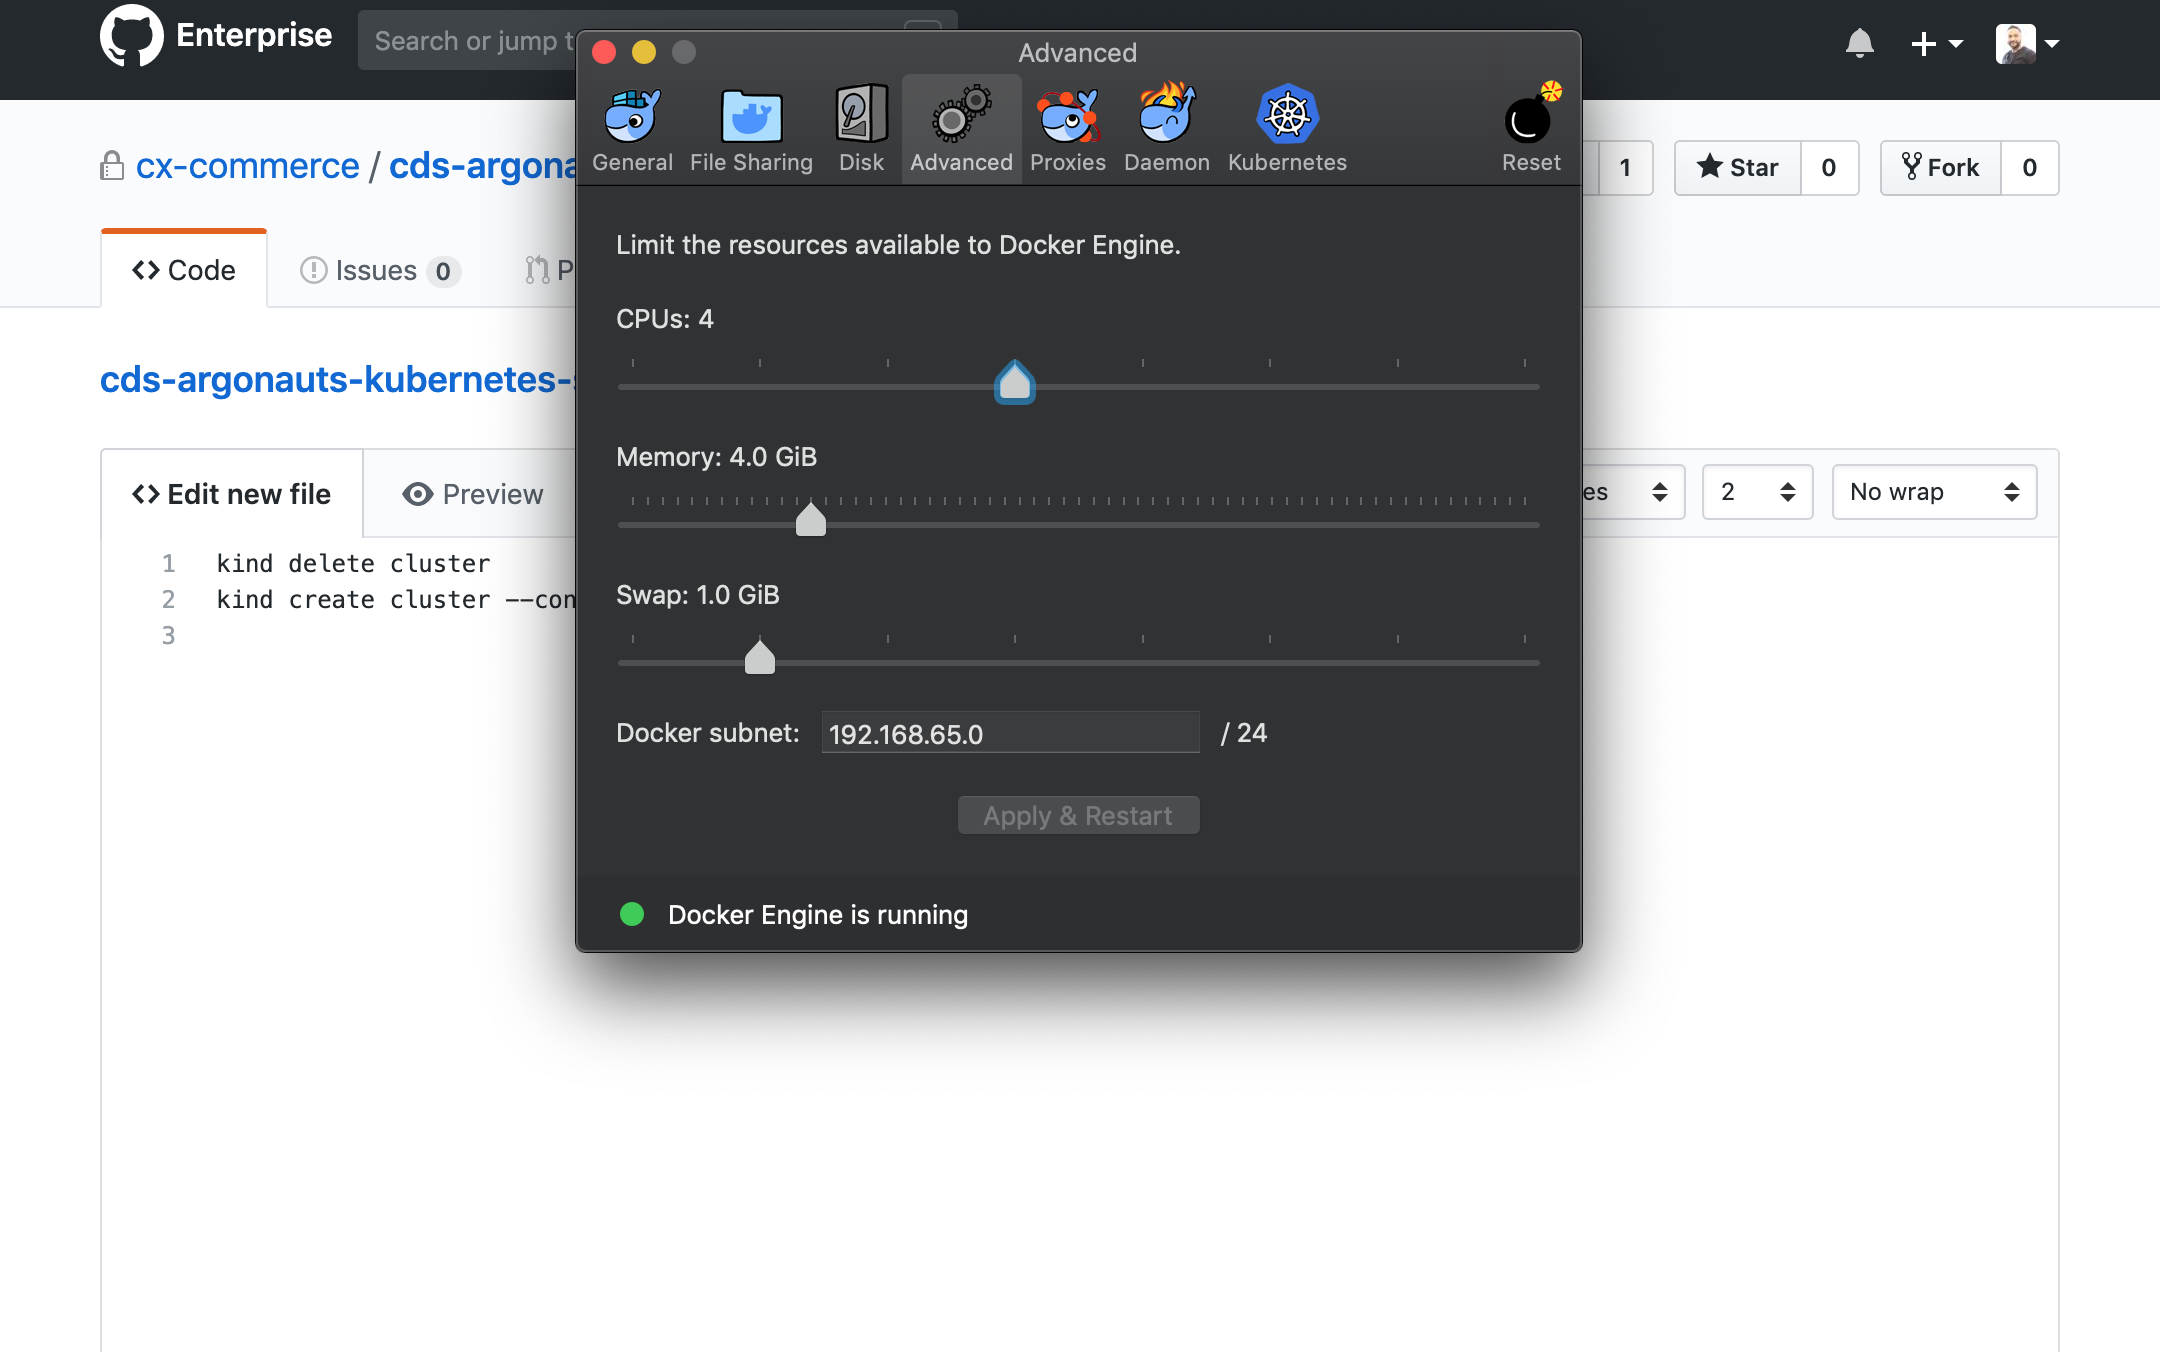 Enterprise
Search or jump t
Advanced
General File Sharing Disk Advanced Proxies Daemon Kubernetes Reset
cx-commerce / cds-argona
1 Star 0 Fork 0
Limit the resources available to Docker Engine.
Code Issues 0 P
CPUs: 4
cds-argonauts-kubernetes-s
Memory: 4.0 GiB
Edit new file Preview
es 2 No wrap
1 kind delete cluster
2 kind create cluster --con
3
Swap: 1.0 GiB
Docker subnet: 192.168.65.0 / 24
Apply & Restart
Docker Engine is running